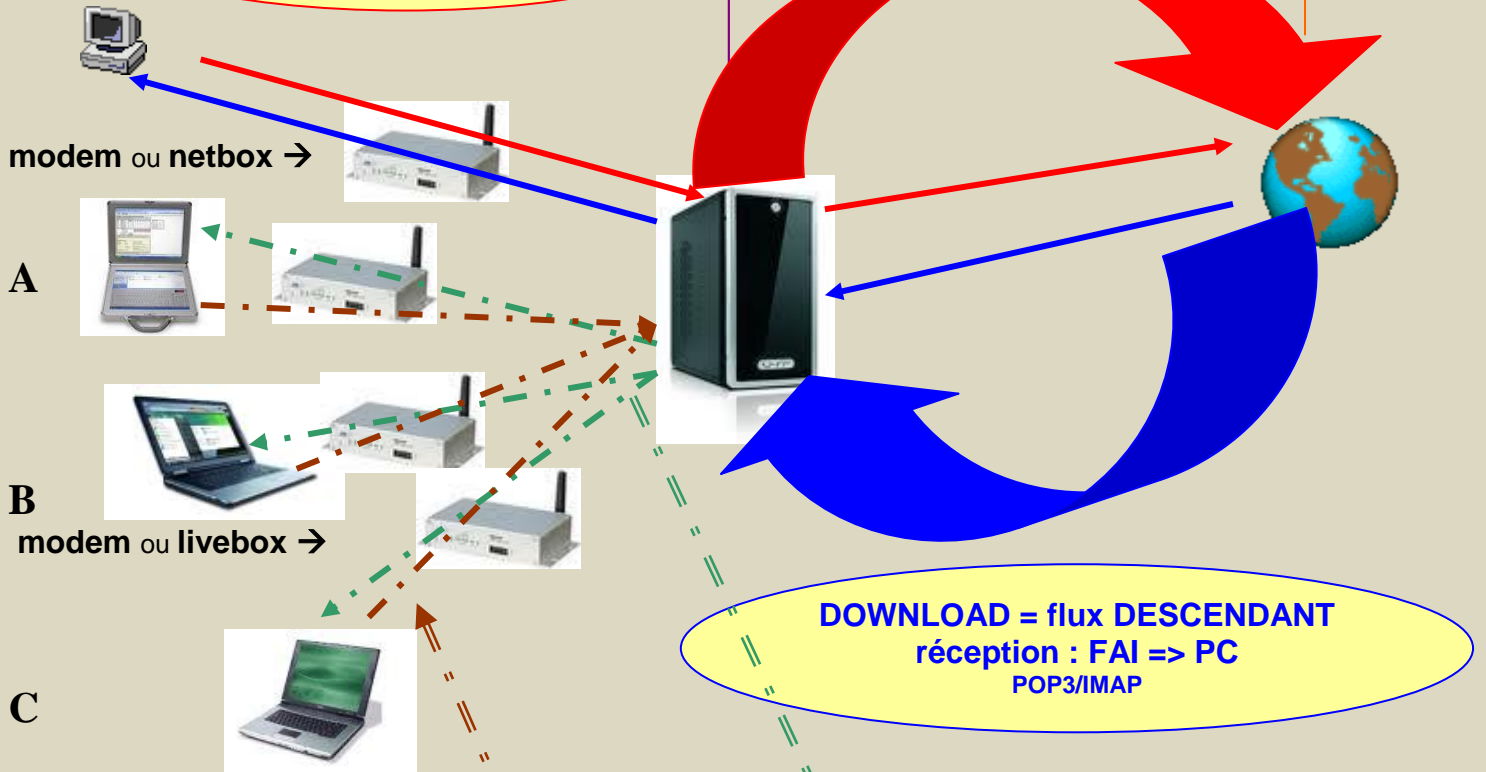 modem ou netbox →
A
B
modem ou livebox →
DOWNLOAD = flux DESCENDANT
réception : FAI => PC
POP3/IMAP
C